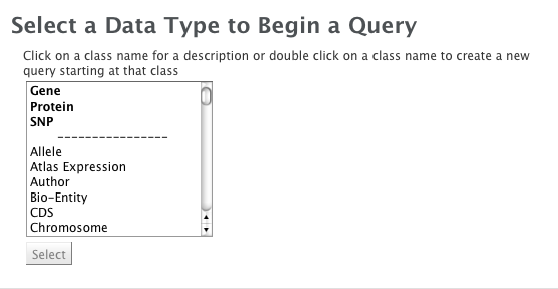 Select a Data Type to Begin a Query
Click on a class name for a description or double click on a class name to create a new
query starting at that class
Gene
Protein
SNP
----------------
Allele
Atlas Expression
Author
Bio-Entity
CDS
Chromosome
Select